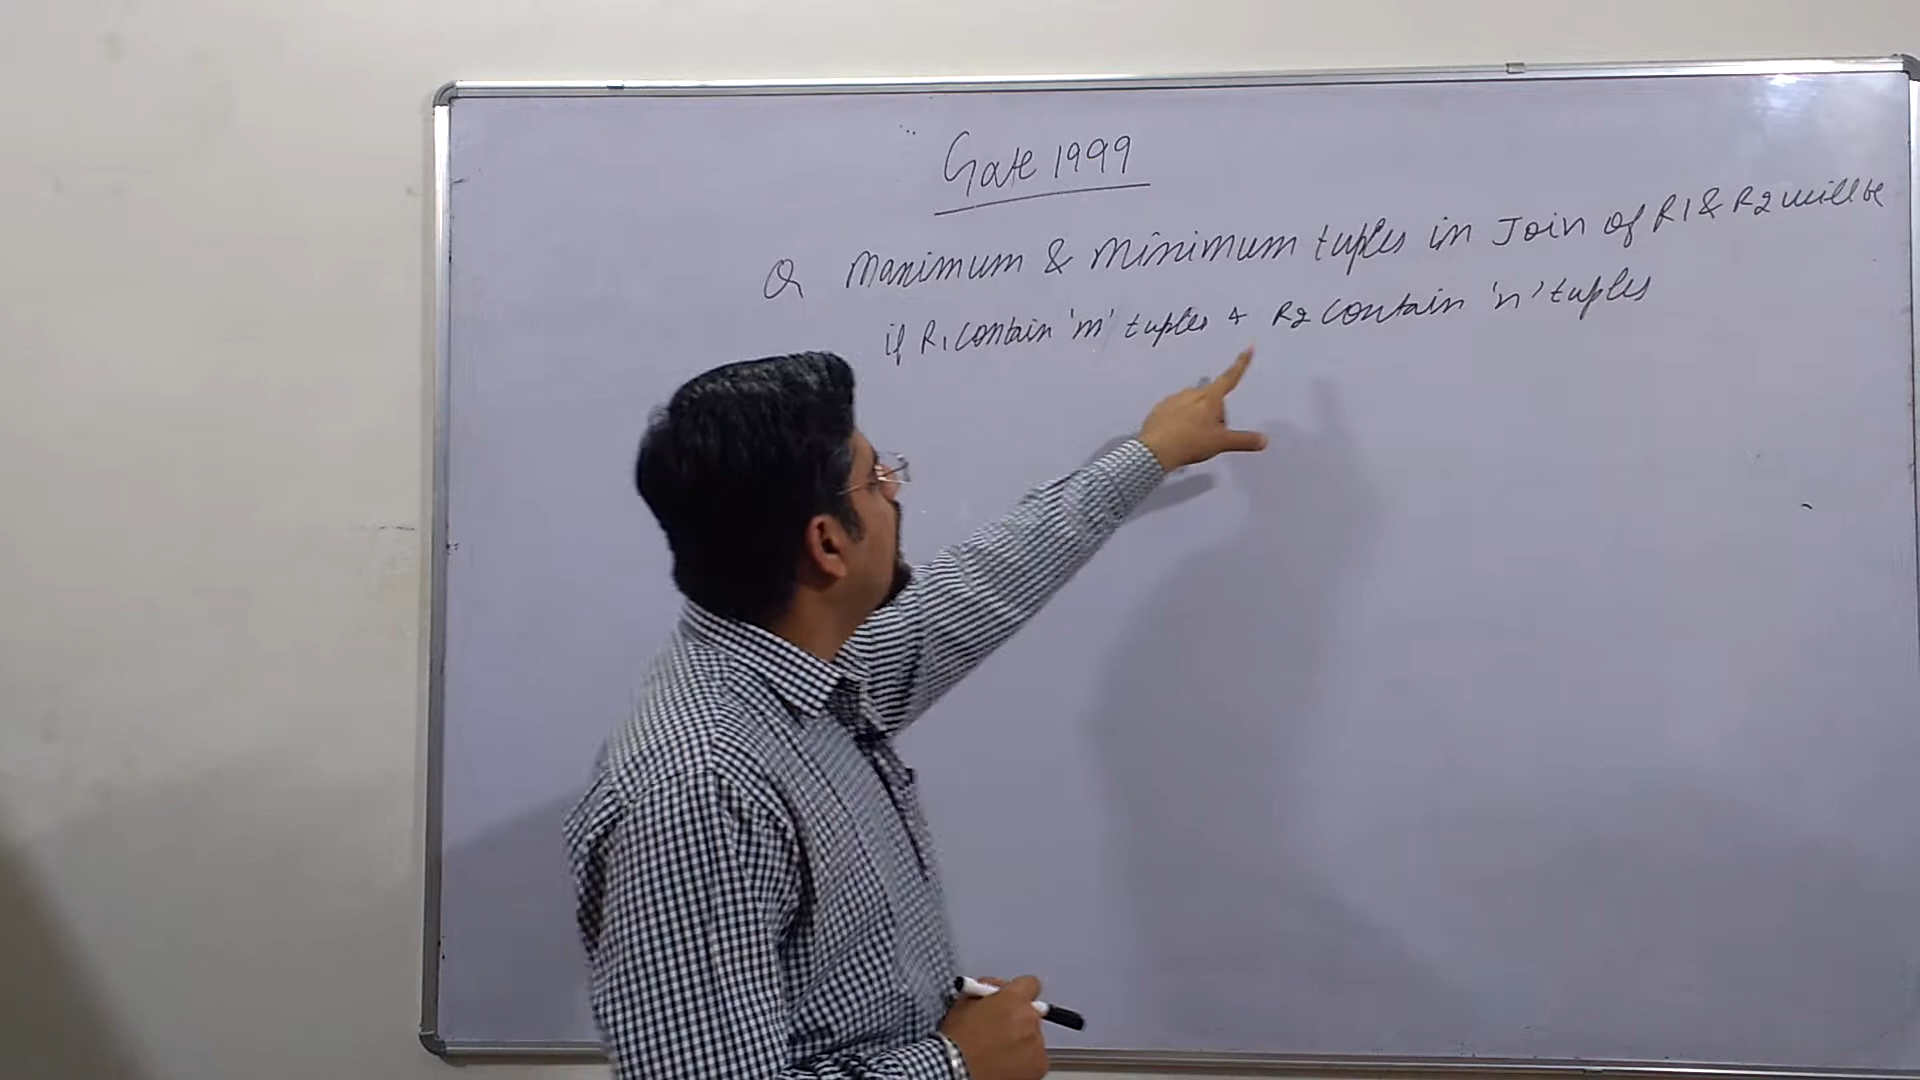 Gate 1999
Q Maximum & Minimum tuples in Join of R1 & R2 will be
if R1 contain 'm' tuples & R2 contain 'n' tuples